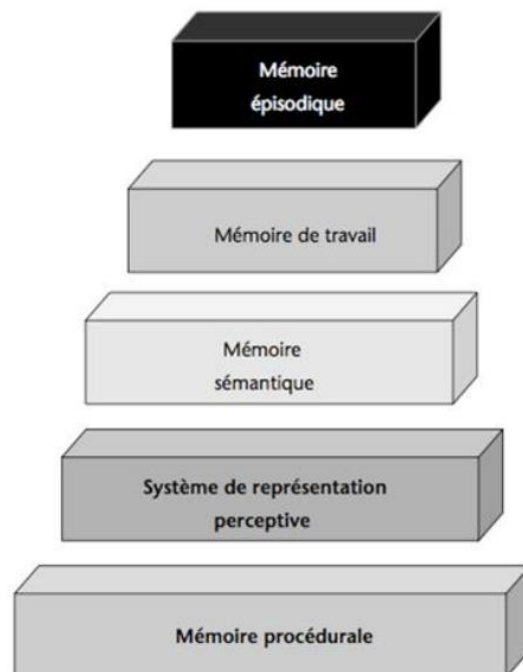 Mémoire
épisodique
Mémoire de travail
Mémoire
sémantique
Système de représentation
perceptive
Mémoire procédurale